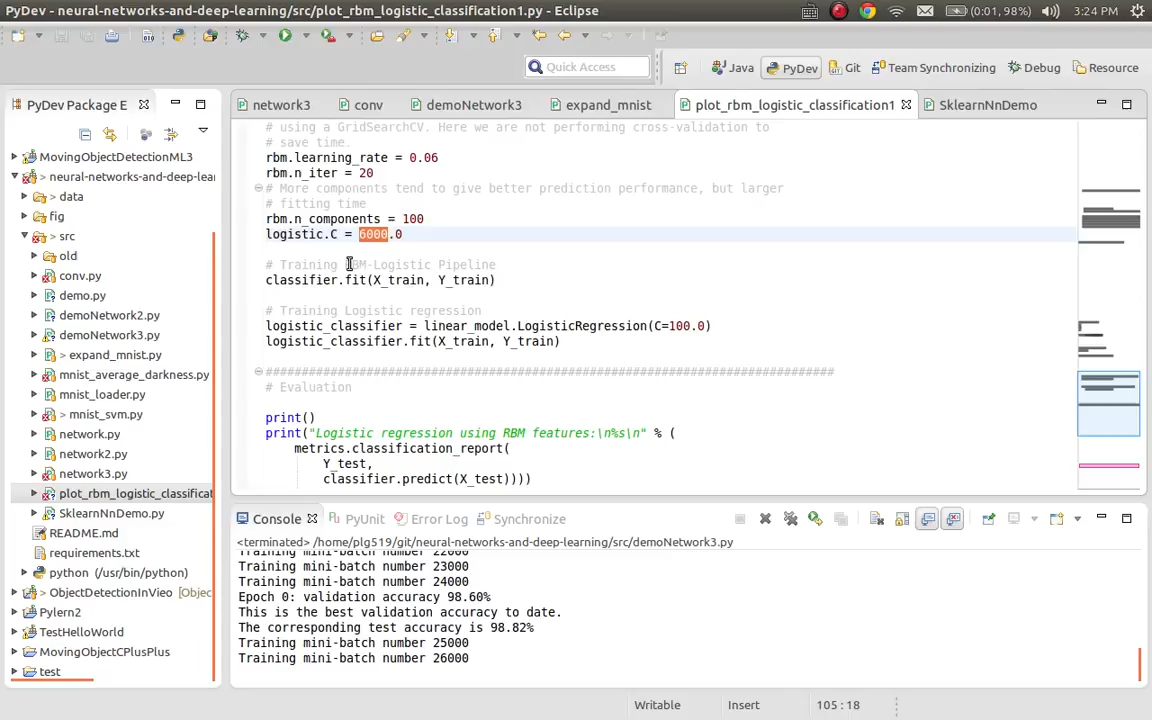 PyDev - neural-networks-and-deep-learning/src/plot_rbm_logistic_classification1.py - Eclipse
(0:01, 98%)
3:24 PM
Quick Access
Java
PyDev
Git
Team Synchronizing
Debug
Resource
PyDev Package E
network3
conv
demoNetwork3
expand_mnist
plot_rbm_logistic_classification1
SklearnNnDemo
MovingObjectDetectionML3
> neural-networks-and-deep-lear
> data
fig
> src
old
conv.py
demo.py
demoNetwork2.py
demoNetwork3.py
> expand_mnist.py
mnist_average_darkness.py
mnist_loader.py
> mnist_svm.py
network.py
network2.py
network3.py
plot_rbm_logistic_classificat
SklearnNnDemo.py
README.md
requirements.txt
python (/usr/bin/python)
> ObjectDetectionInVieo [Objec
Pylern2
TestHelloWorld
MovingObjectCPlusPlus
test
# using a GridSearchCV. Here we are not performing cross-validation to
# save time.
rbm.learning_rate = 0.06
rbm.n_iter = 20
# More components tend to give better prediction performance, but larger
# fitting time
rbm.n_components = 100
logistic.C = 6000.0
# Training RBM-Logistic Pipeline
classifier.fit(X_train, Y_train)
# Training Logistic regression
logistic_classifier = linear_model.LogisticRegression(C=100.0)
logistic_classifier.fit(X_train, Y_train)
###############################################################################
# Evaluation
print()
print("Logistic regression using RBM features:\n%s\n" % (
metrics.classification_report(
Y_test,
classifier.predict(X_test))))
Console
PyUnit
Error Log
Synchronize
<terminated> /home/plg519/git/neural-networks-and-deep-learning/src/demoNetwork3.py
Training mini-batch number 22000
Training mini-batch number 23000
Training mini-batch number 24000
Epoch 0: validation accuracy 98.60%
This is the best validation accuracy to date.
The corresponding test accuracy is 98.82%
Training mini-batch number 25000
Training mini-batch number 26000
Writable
Insert
105 : 18